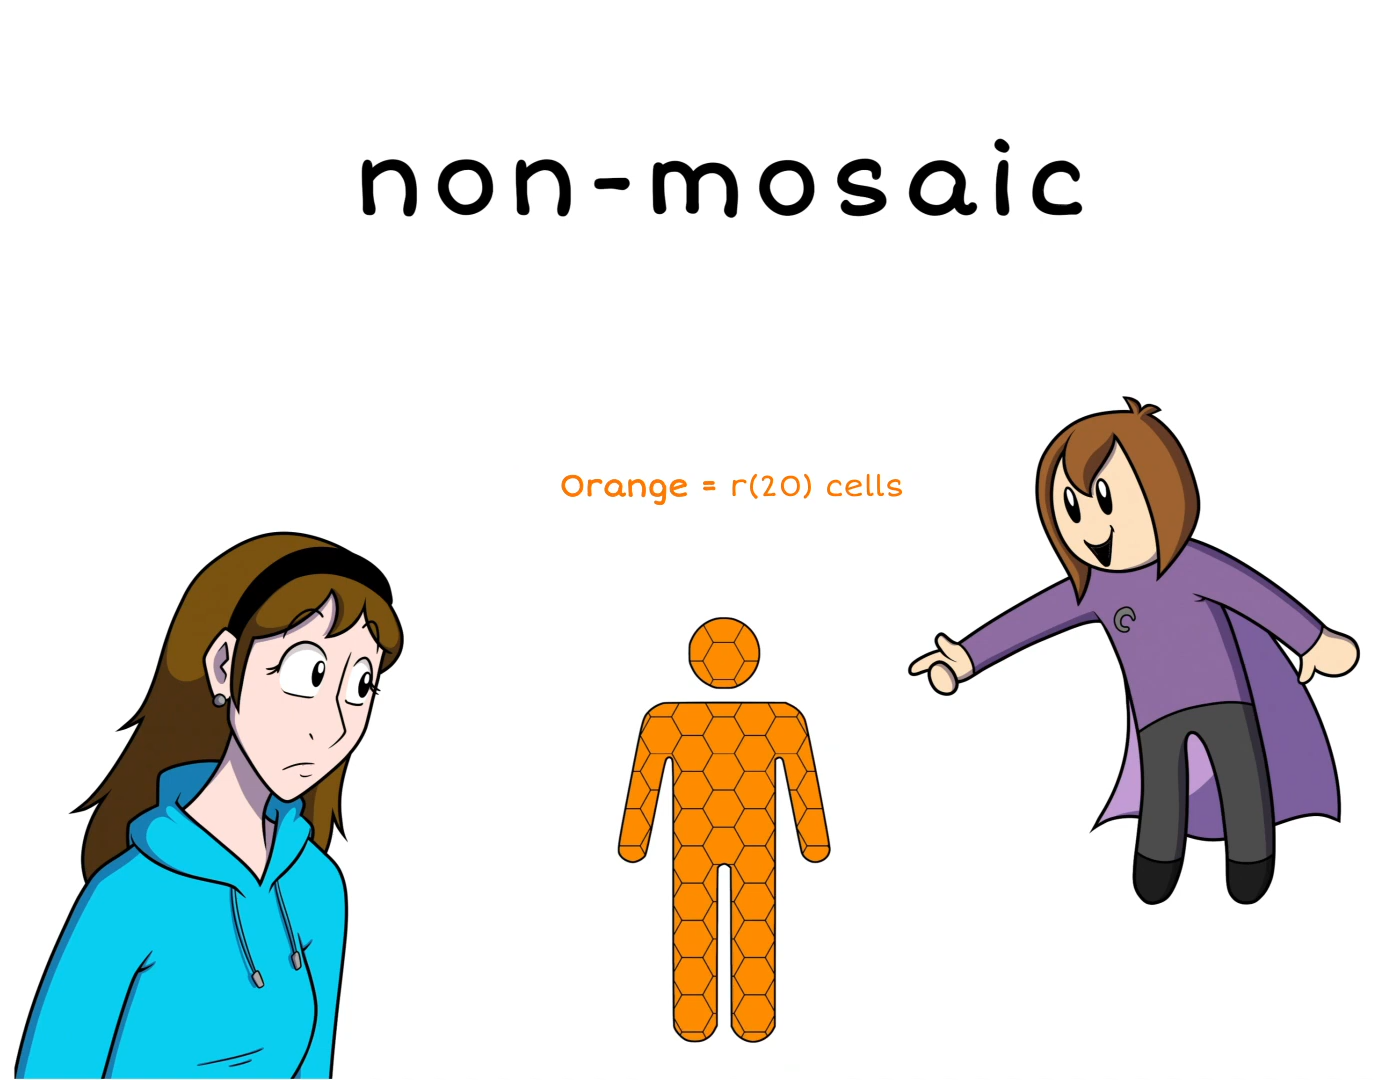 non-mosaic
Orange = r(20) cells